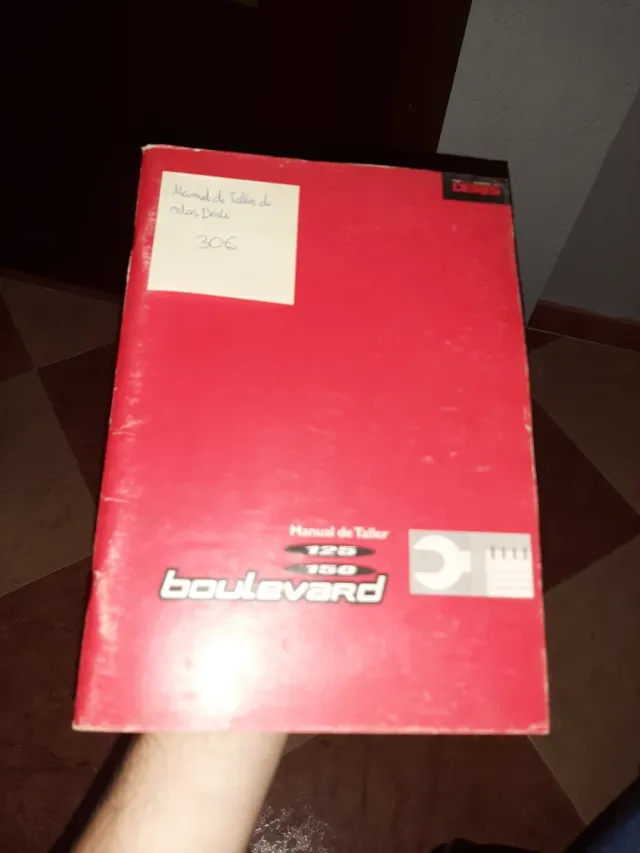 Manual de Taller de
motos Derbi
30€
DERBI
Manual de Taller
125
150
boulevard